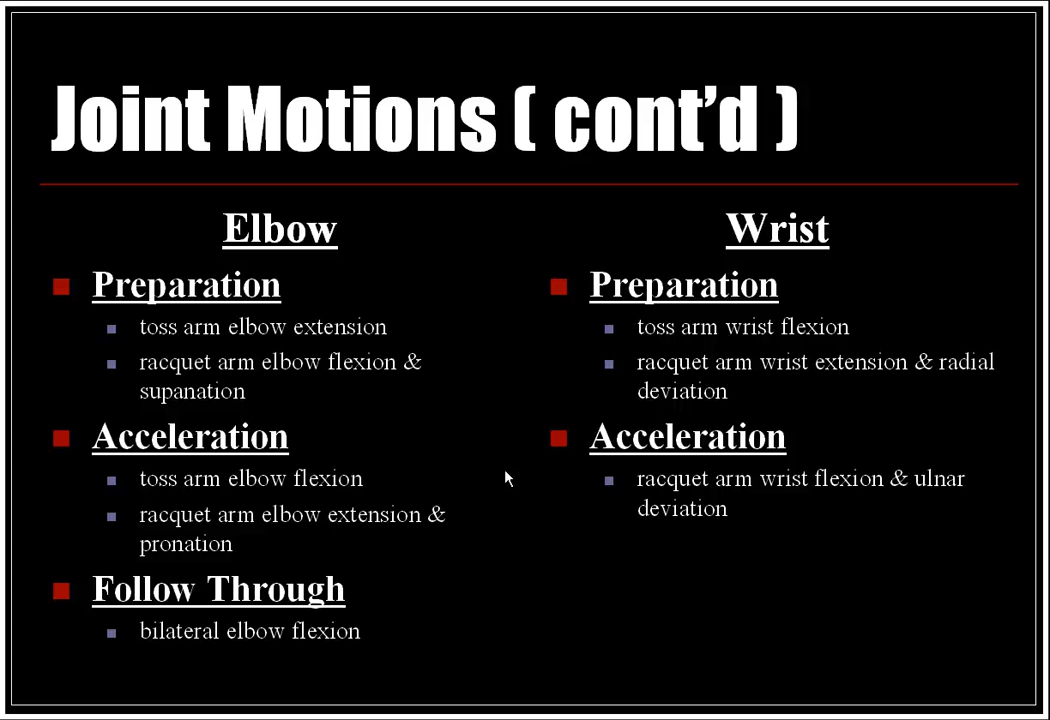 Joint Motions ( cont’d )
Elbow
Preparation
toss arm elbow extension
racquet arm elbow flexion &
supanation
Acceleration
toss arm elbow flexion
racquet arm elbow extension &
pronation
Follow Through
bilateral elbow flexion
Wrist
Preparation
toss arm wrist flexion
racquet arm wrist extension & radial
deviation
Acceleration
racquet arm wrist flexion & ulnar
deviation